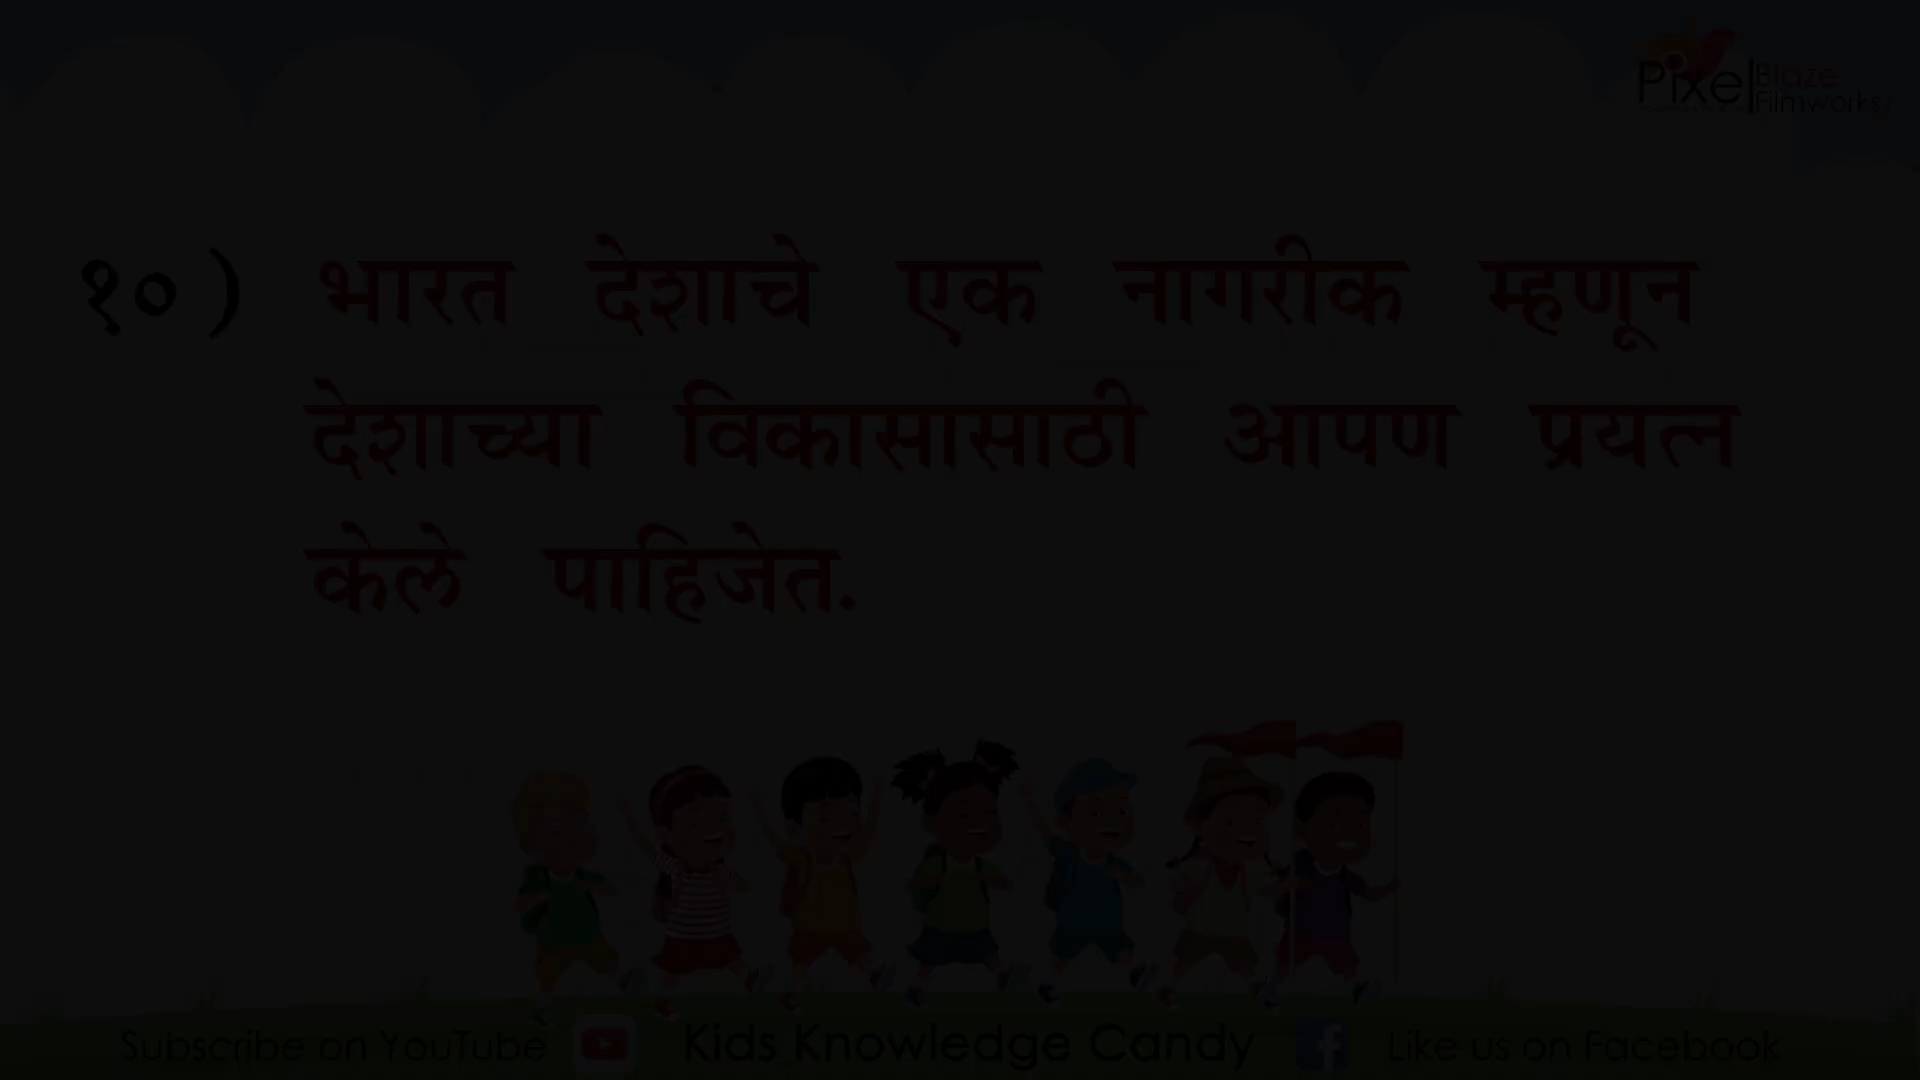 Pixel Blaze
Filmworks
१०) भारत देशाचे एक नागरीक म्हणून
देशाच्या विकासासाठी आपण प्रयत्न
केले पाहिजेत.
Subscribe on YouTube Kids Knowledge Candy f Like us on Facebook